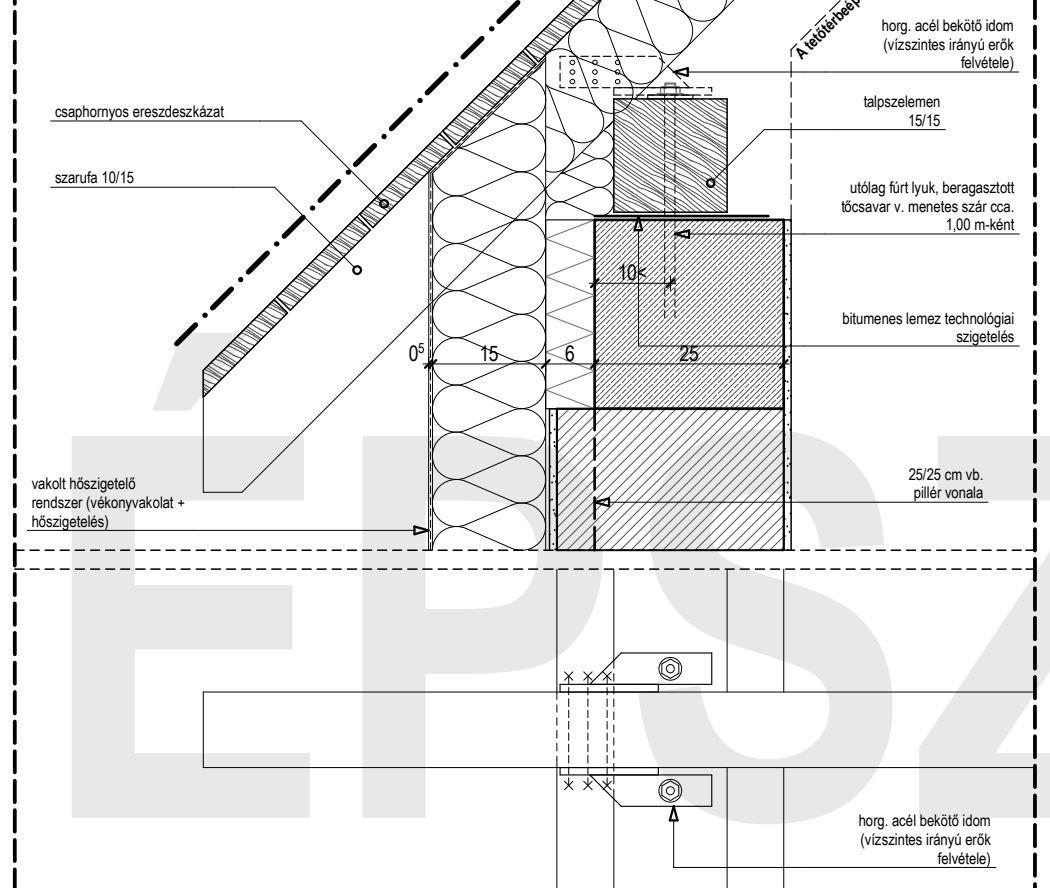 horg. acél bekötő idom
(vízszintes irányú erők
felvétele)
A tetőtérbeép
csaphornyos ereszdeszkázat
talpszelemen
15/15
szarufa 10/15
utólag fúrt lyuk, beragasztott
tőcsavar v. menetes szár cca.
1,00 m-ként
10<
bitumenes lemez technológiai
szigetelés
0⁵ 15 6 25
25/25 cm vb.
pillér vonala
vakolt hőszigetelő
rendszer (vékonyvakolat +
hőszigetelés)
ÉPSZ
horg. acél bekötő idom
(vízszintes irányú erők
felvétele)